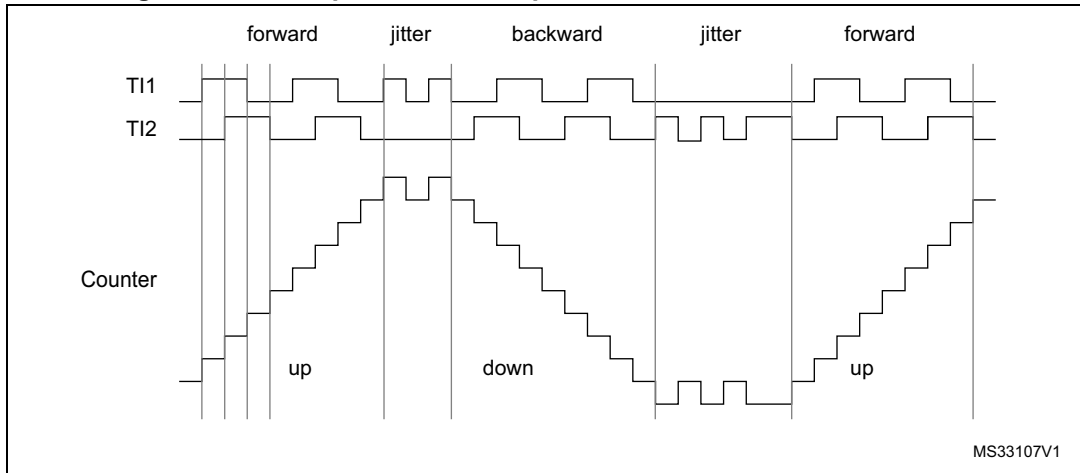 forward jitter backward jitter forward
TI1
TI2
Counter
up down up
MS33107V1